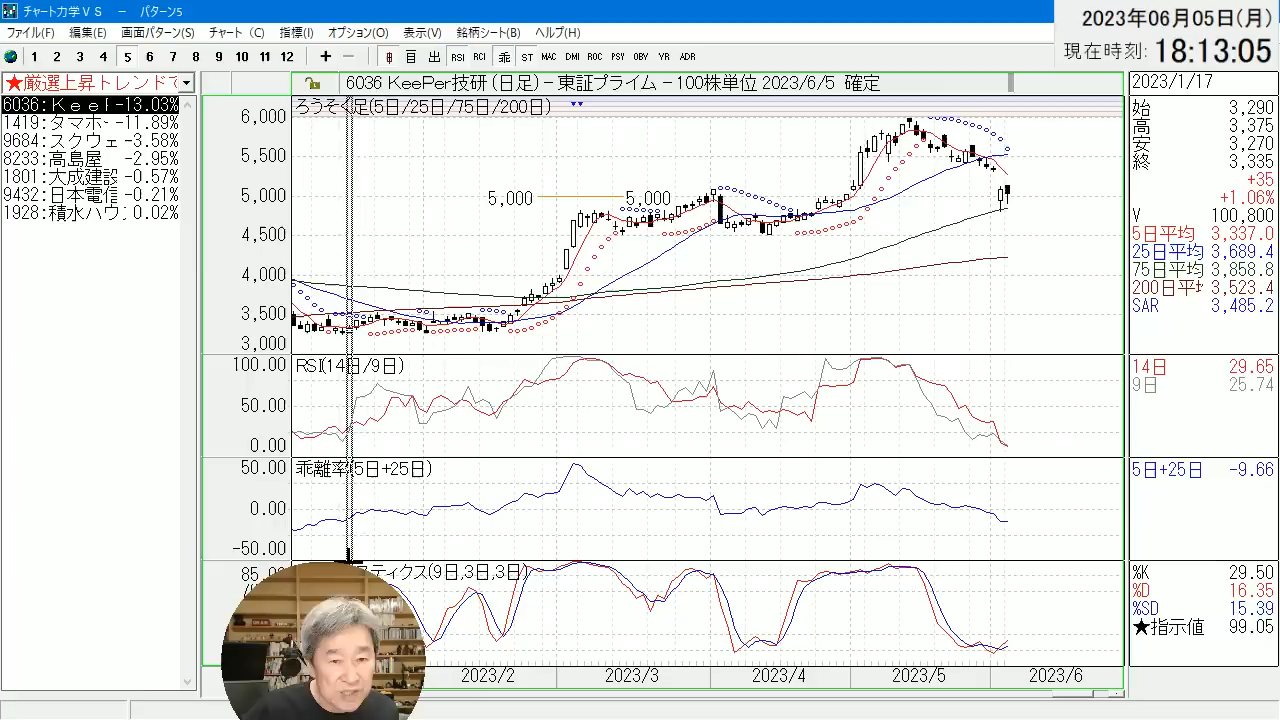 チャート力学ＶＳ － パターン5
2023年06月05日(月)
現在時刻: 18:13:05
ファイル(F) 編集(E) 画面パターン(S) チャート (C) 指標(I) オプション(O) 表示(V) 銘柄シート(B) ヘルプ(H)
1 2 3 4 5 6 7 8 9 10 11 12 + － 日 出 RSI RCI 乖 ST MAC DMI ROC PSY OBV YR ADR
★厳選上昇トレンドで
6036 KeePer技研 (日足)－東証プライム －100株単位 2023/6/5 確定
2023/1/17
6036:ＫｅｅＦ -13.03%
1419:タマホｰ -11.89%
9684:スクウェ -3.58%
8233:高島屋 -2.95%
1801:大成建設 -0.57%
9432:日本電信 -0.21%
1928:積水ハウ 0.02%
ろうそく足(5日/25日/75日/200日)
6,000
5,500
5,000
4,500
4,000
3,500
3,000
5,000 5,000
始 3,290
高 3,375
安 3,270
終 3,335
+35
+1.06%
V 100,800
5日平均 3,337.0
25日平均 3,689.4
75日平均 3,858.8
200日平均 3,523.4
SAR 3,485.2
RSI(14日/9日)
100.00
50.00
0.00
14日 29.65
9日 25.74
乖離率(5日+25日)
50.00
0.00
-50.00
5日+25日 -9.66
スティクス(9日,3日,3日)
85.00
%K 29.50
%D 16.35
%SD 15.39
★指示値 99.05
2023/2 2023/3 2023/4 2023/5 2023/6